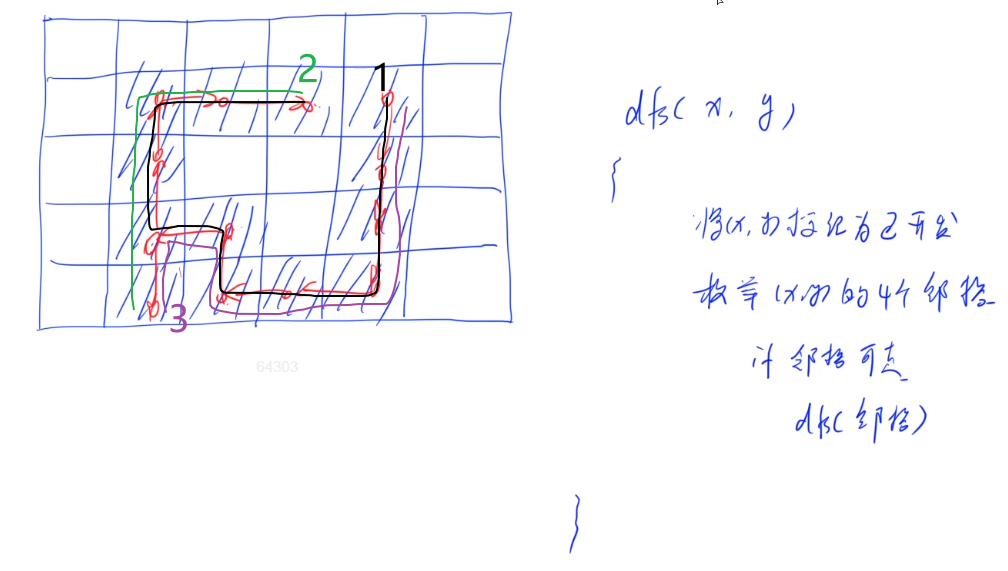 2
1
3
64303
dfs( x, y )
{
将(x,y)标记为已开发
枚举(x,y)的4个邻格
若邻格可走
dfs(邻格)
}